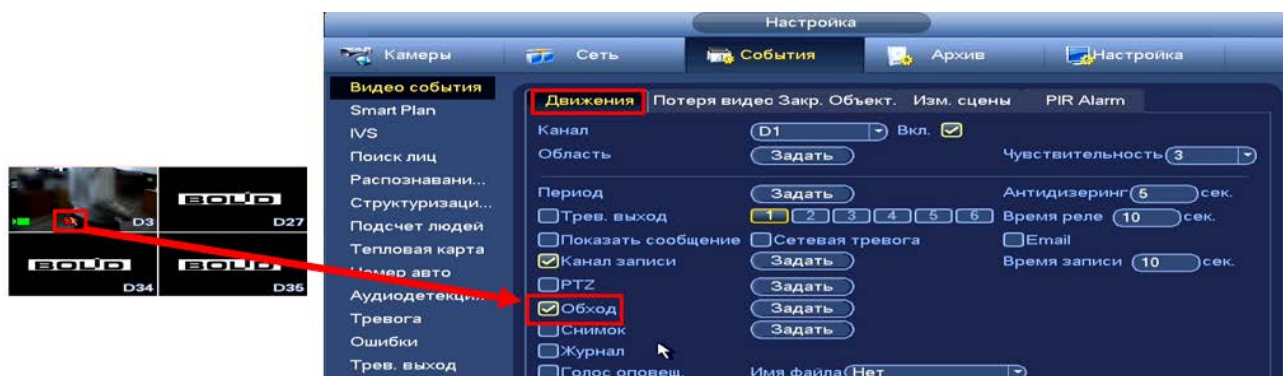 BOLID
D3
D27
BOLID
BOLID
D34
D35
Настройка
Камеры
Сеть
События
Архив
Настройка
Видео события
Smart Plan
IVS
Поиск лиц
Распознавани...
Структуризаци...
Подсчет людей
Тепловая карта
Номер авто
Аудиодетекци...
Тревога
Ошибки
Трев. выход
Движения Потеря видео Закр. Объект. Изм. сцены PIR Alarm
Канал D1 Вкл.
Область Задать Чувствительность 3
Период Задать Антидизеринг 5 сек.
Трев. выход 1 2 3 4 5 6 Время реле 10 сек.
Показать сообщение Сетевая тревога Email
Канал записи Задать Время записи 10 сек.
PTZ Задать
Обход Задать
Снимок Задать
Журнал
Голос оповещ. Имя файла Нет